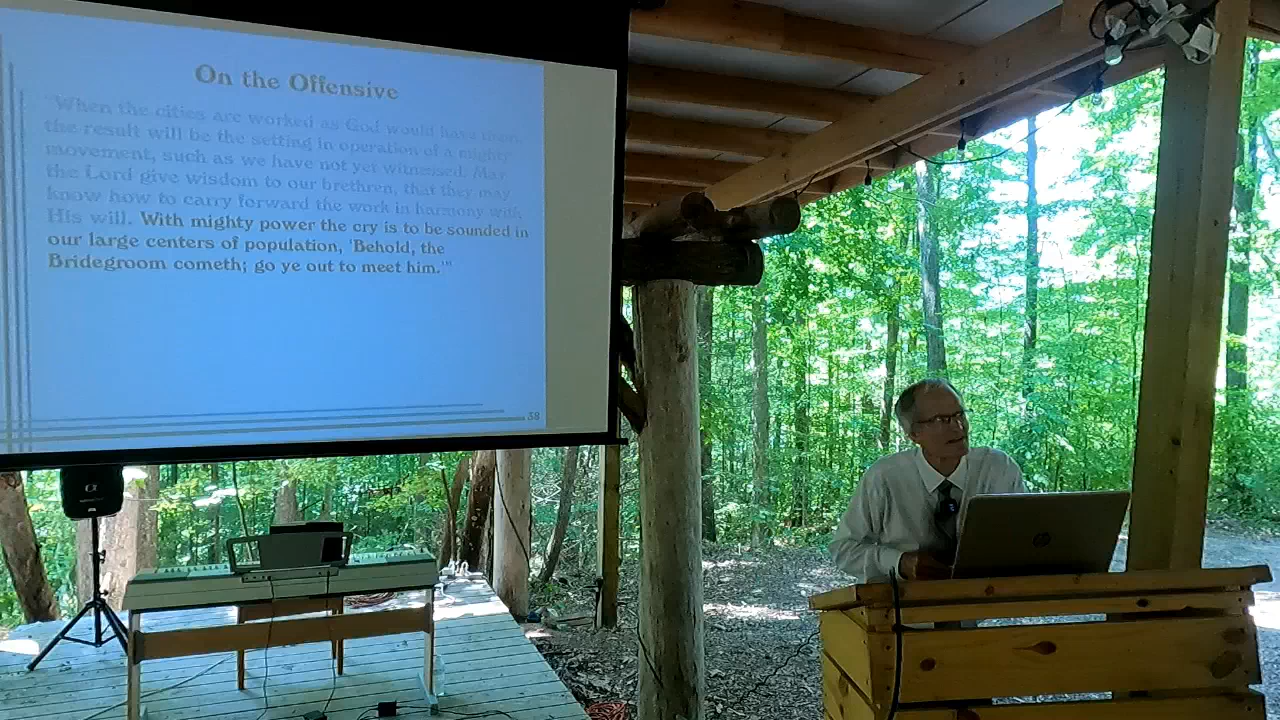 On the Offensive
"When the cities are worked as God would have them,
the result will be the setting in operation of a mighty
movement, such as we have not yet witnessed. May
the Lord give wisdom to our brethren, that they may
know how to carry forward the work in harmony with
His will. With mighty power the cry is to be sounded in
our large centers of population, 'Behold, the
Bridegroom cometh; go ye out to meet him.'"
58
hp